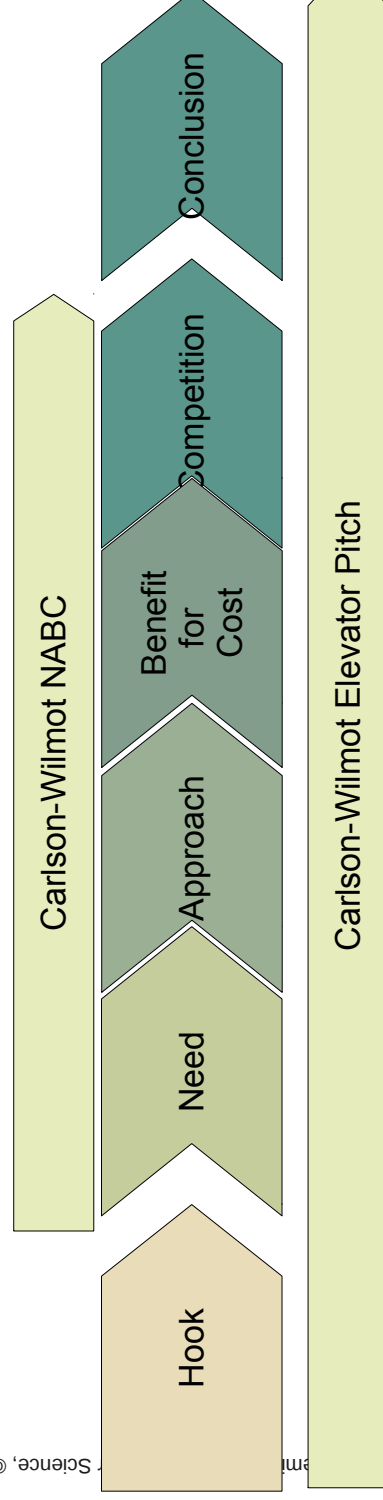 Carlson-Wilmot NABC
Hook
Need
Approach
Benefit
for
Cost
Competition
Conclusion
Carlson-Wilmot Elevator Pitch
Science, ©